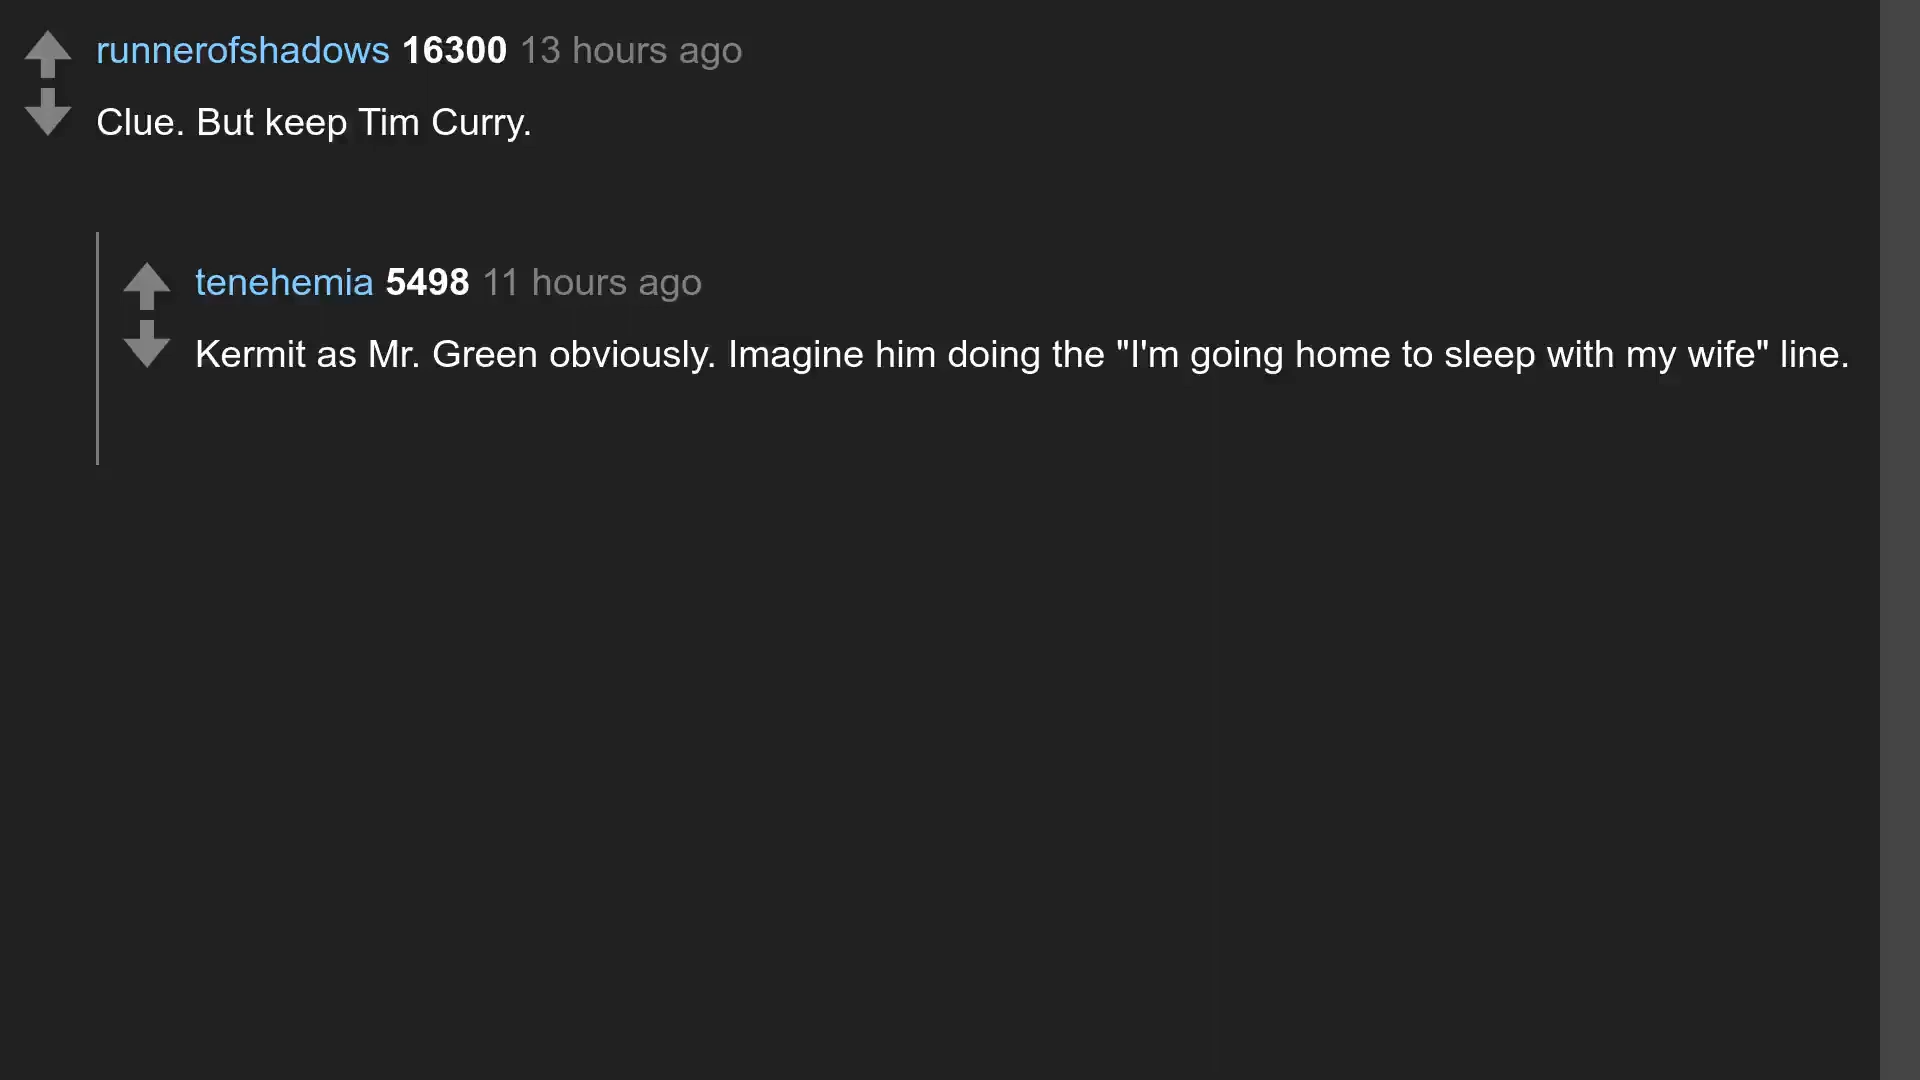 runnerofshadows 16300 13 hours ago
Clue. But keep Tim Curry.
tenehemia 5498 11 hours ago
Kermit as Mr. Green obviously. Imagine him doing the "I'm going home to sleep with my wife" line.